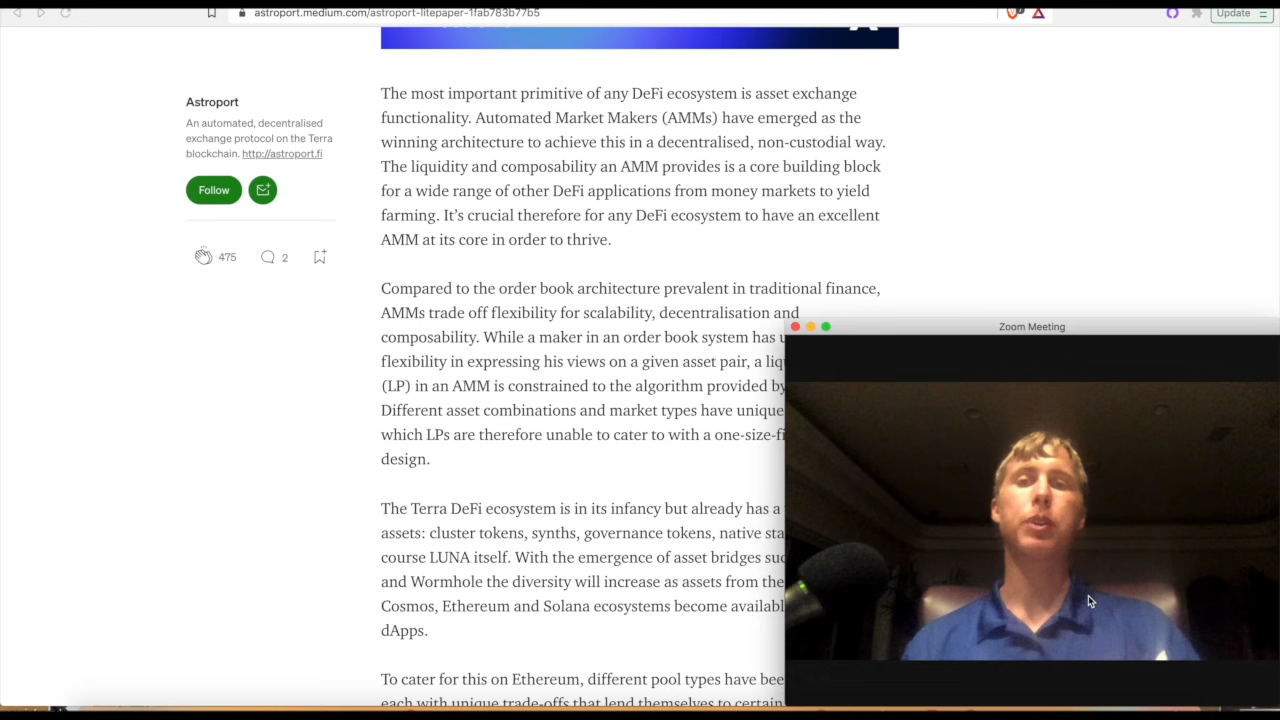 astroport.medium.com/astroport-litepaper-1fab783b77b5
Update
Astroport
An automated, decentralised
exchange protocol on the Terra
blockchain. http://astroport.fi
Follow
475
2
The most important primitive of any DeFi ecosystem is asset exchange
functionality. Automated Market Makers (AMMs) have emerged as the
winning architecture to achieve this in a decentralised, non-custodial way.
The liquidity and composability an AMM provides is a core building block
for a wide range of other DeFi applications from money markets to yield
farming. It’s crucial therefore for any DeFi ecosystem to have an excellent
AMM at its core in order to thrive.
Compared to the order book architecture prevalent in traditional finance,
AMMs trade off flexibility for scalability, decentralisation and
composability. While a maker in an order book system has
flexibility in expressing his views on a given asset pair, a
(LP) in an AMM is constrained to the algorithm provided by
Different asset combinations and market types have unique
which LPs are therefore unable to cater to with a one-size-
design.
The Terra DeFi ecosystem is in its infancy but already has a
assets: cluster tokens, synths, governance tokens, native
course LUNA itself. With the emergence of asset bridges
and Wormhole the diversity will increase as assets from the
Cosmos, Ethereum and Solana ecosystems become
dApps.
To cater for this on Ethereum, different pool types have
each with unique trade-offs that lend themselves to certain
Zoom Meeting